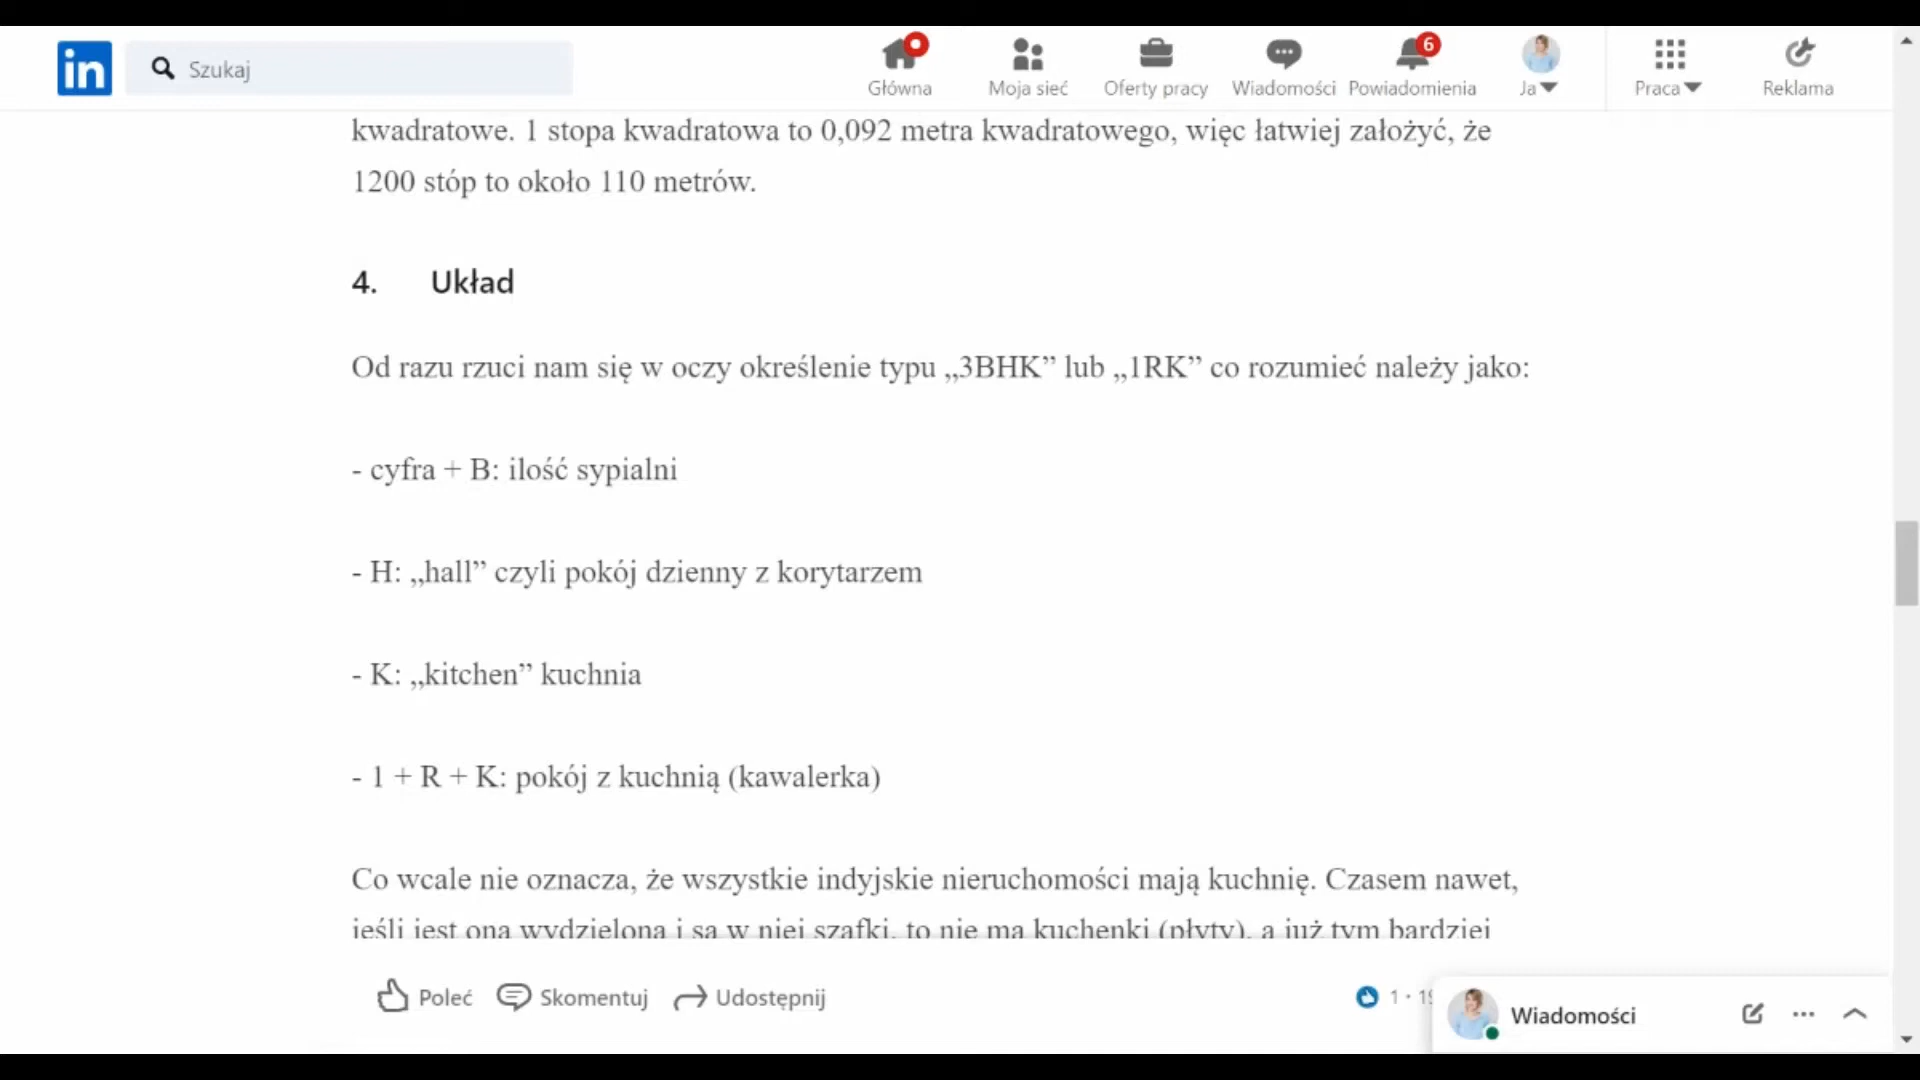 in
Szukaj
Główna
Moja sieć
Oferty pracy
Wiadomości
6
Powiadomienia
Ja
Praca
Reklama
kwadratowe. 1 stopa kwadratowa to 0,092 metra kwadratowego, więc łatwiej założyć, że
1200 stóp to około 110 metrów.
4. Układ
Od razu rzuci nam się w oczy określenie typu „3BHK” lub „1RK” co rozumieć należy jako:
- cyfra + B: ilość sypialni
- H: „hall” czyli pokój dzienny z korytarzem
- K: „kitchen” kuchnia
- 1 + R + K: pokój z kuchnią (kawalerka)
Co wcale nie oznacza, że wszystkie indyjskie nieruchomości mają kuchnię. Czasem nawet,
jeśli jest ona wydzielona i są w niej szafki, to nie ma kuchenki (płyty), a już tym bardziej
Poleć
Skomentuj
Udostępnij
1 ·
Wiadomości